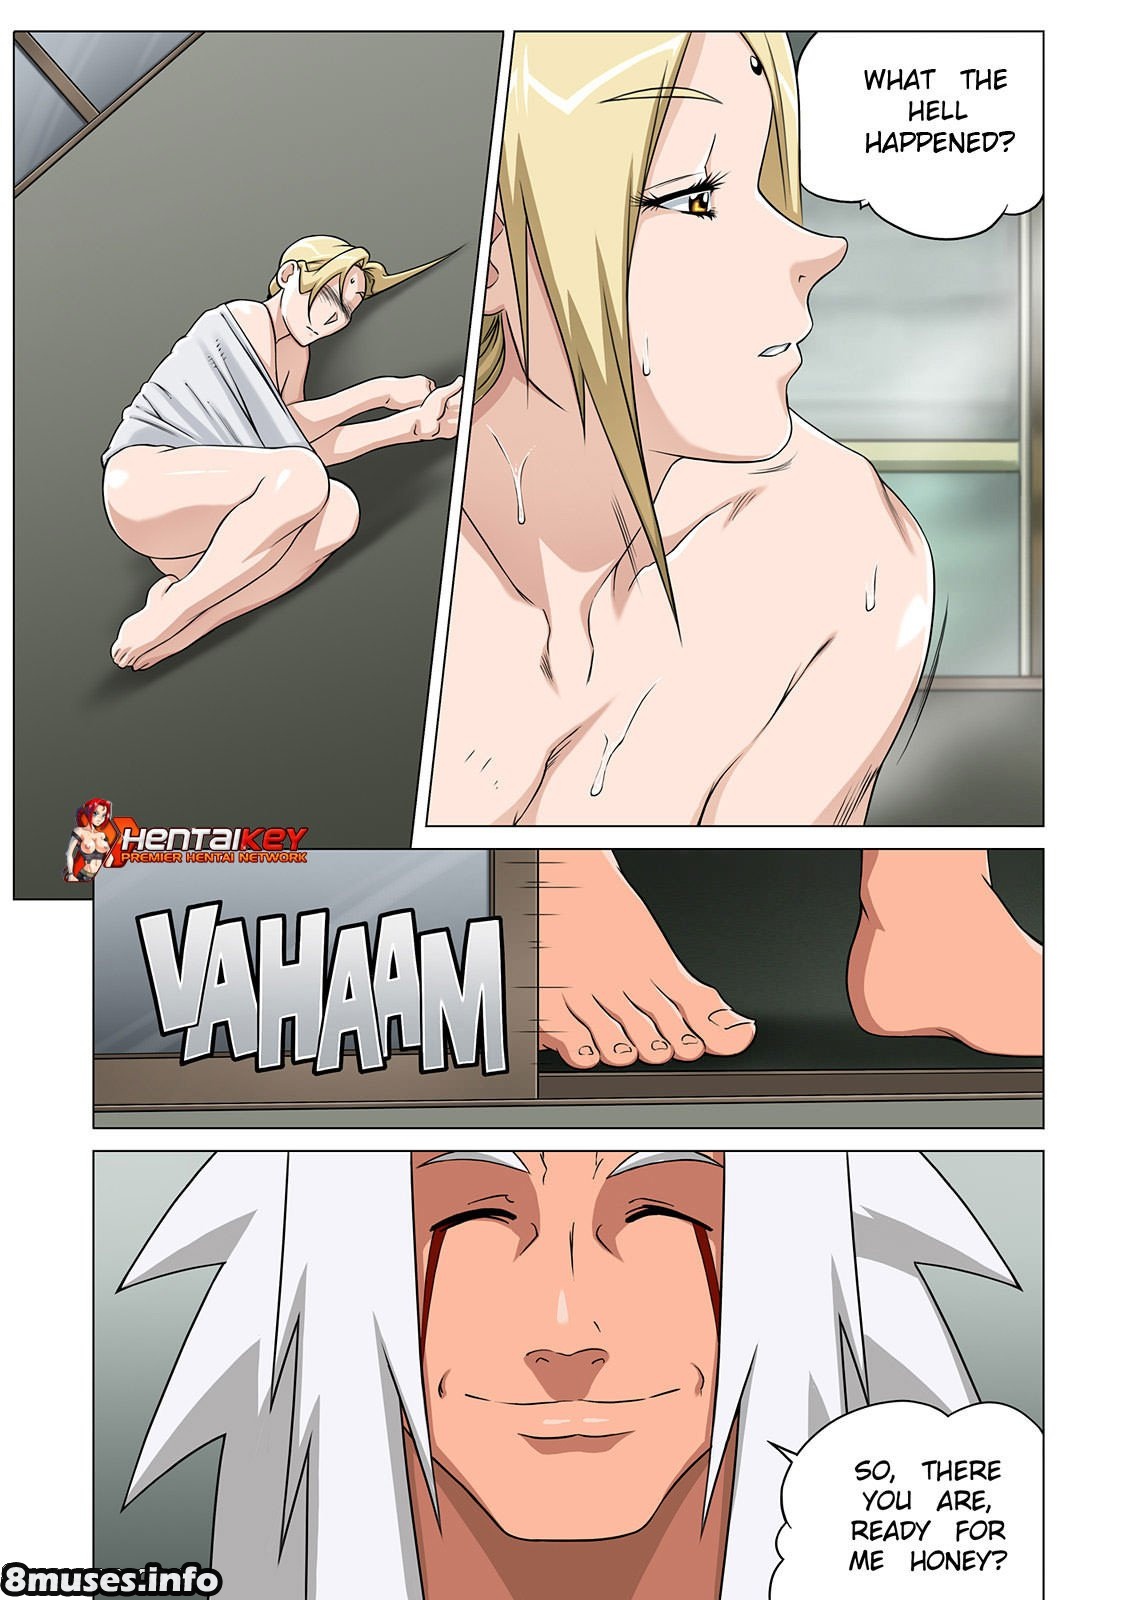 WHAT THE
HELL
HAPPENED?
HENTAIKEY
PREMIER HENTAI NETWORK
VAHAAM
SO, THERE
YOU ARE,
READY FOR
ME HONEY?
8muses.info